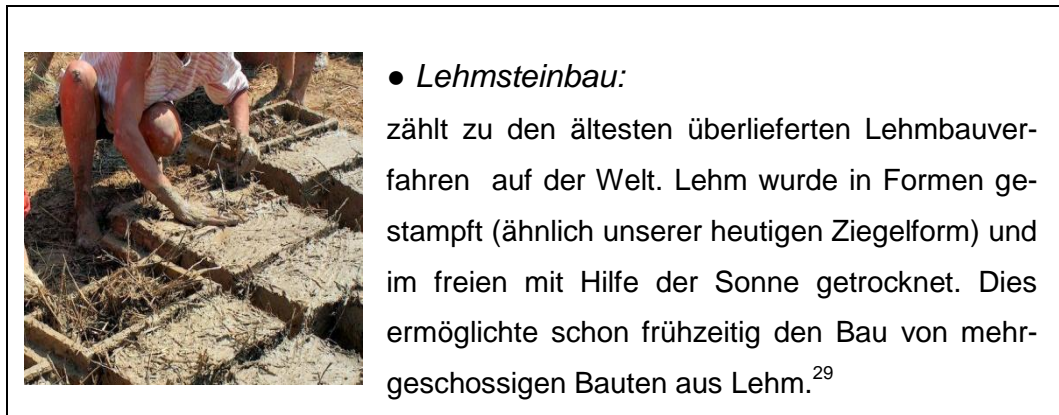 ● Lehmsteinbau:
zählt zu den ältesten überlieferten Lehmbauver-
fahren auf der Welt. Lehm wurde in Formen ge-
stampft (ähnlich unserer heutigen Ziegelform) und
im freien mit Hilfe der Sonne getrocknet. Dies
ermöglichte schon frühzeitig den Bau von mehr-
geschossigen Bauten aus Lehm.29